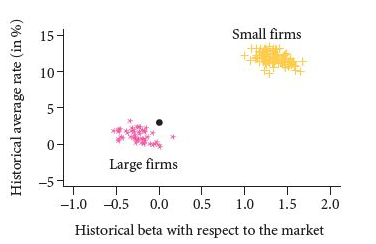 Historical average rate (in %)
15
10
5
0
−5
Small firms
Large firms
−1.0 −0.5 0.0 0.5 1.0 1.5 2.0
Historical beta with respect to the market